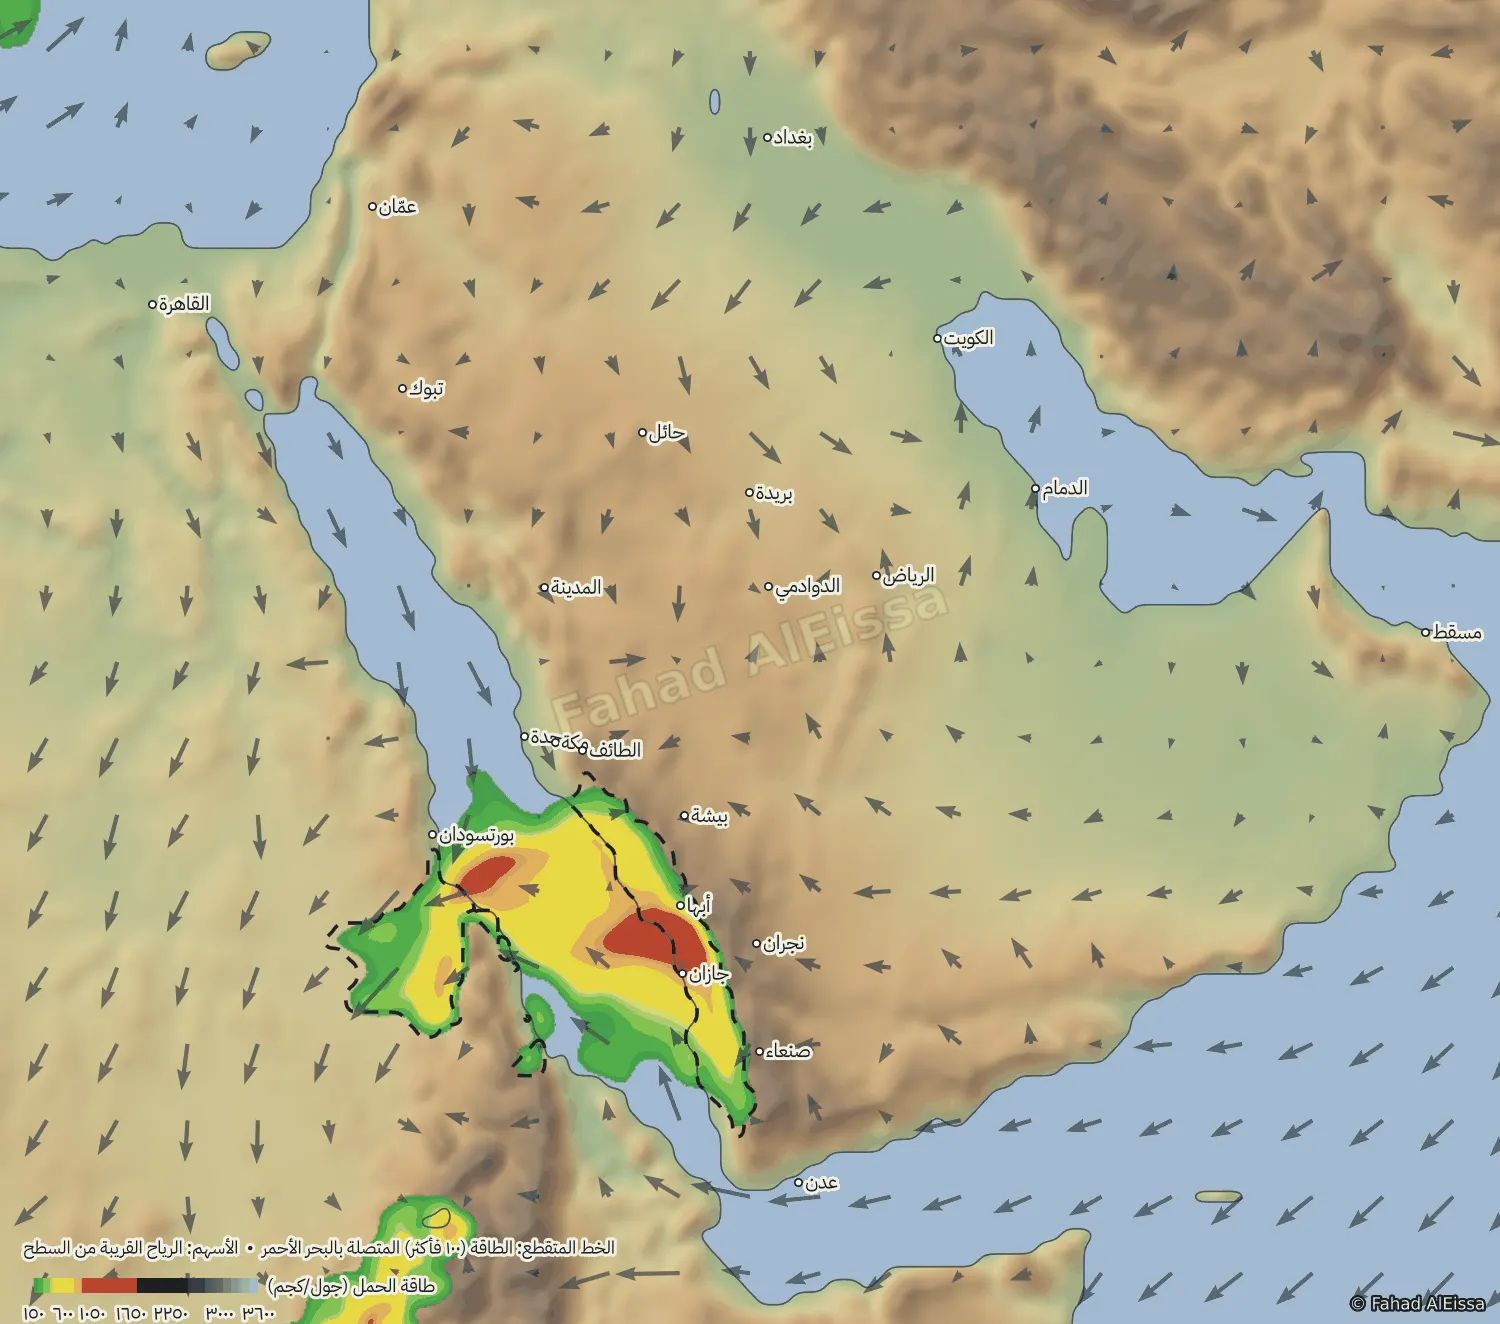 بغداد
عمّان
القاهرة
الكويت
تبوك
حائل
الدمام
بريدة
الرياض
الدوادمي
المدينة
مسقط
Fahad AlEissa
جدة
مكة
الطائف
بيشة
بورتسودان
أبها
نجران
جازان
صنعاء
عدن
الخط المتقطع: الطاقة (١٠٠ فأكثر) المتصلة بالبحر الأحمر • الأسهم: الرياح القريبة من السطح
طاقة الحمل (جول/كجم)
١٥٠ ٦٠٠ ١٠٥٠ ١٦٥٠ ٢٢٥٠ ٣٠٠٠ ٣٦٠٠
© Fahad AlEissa